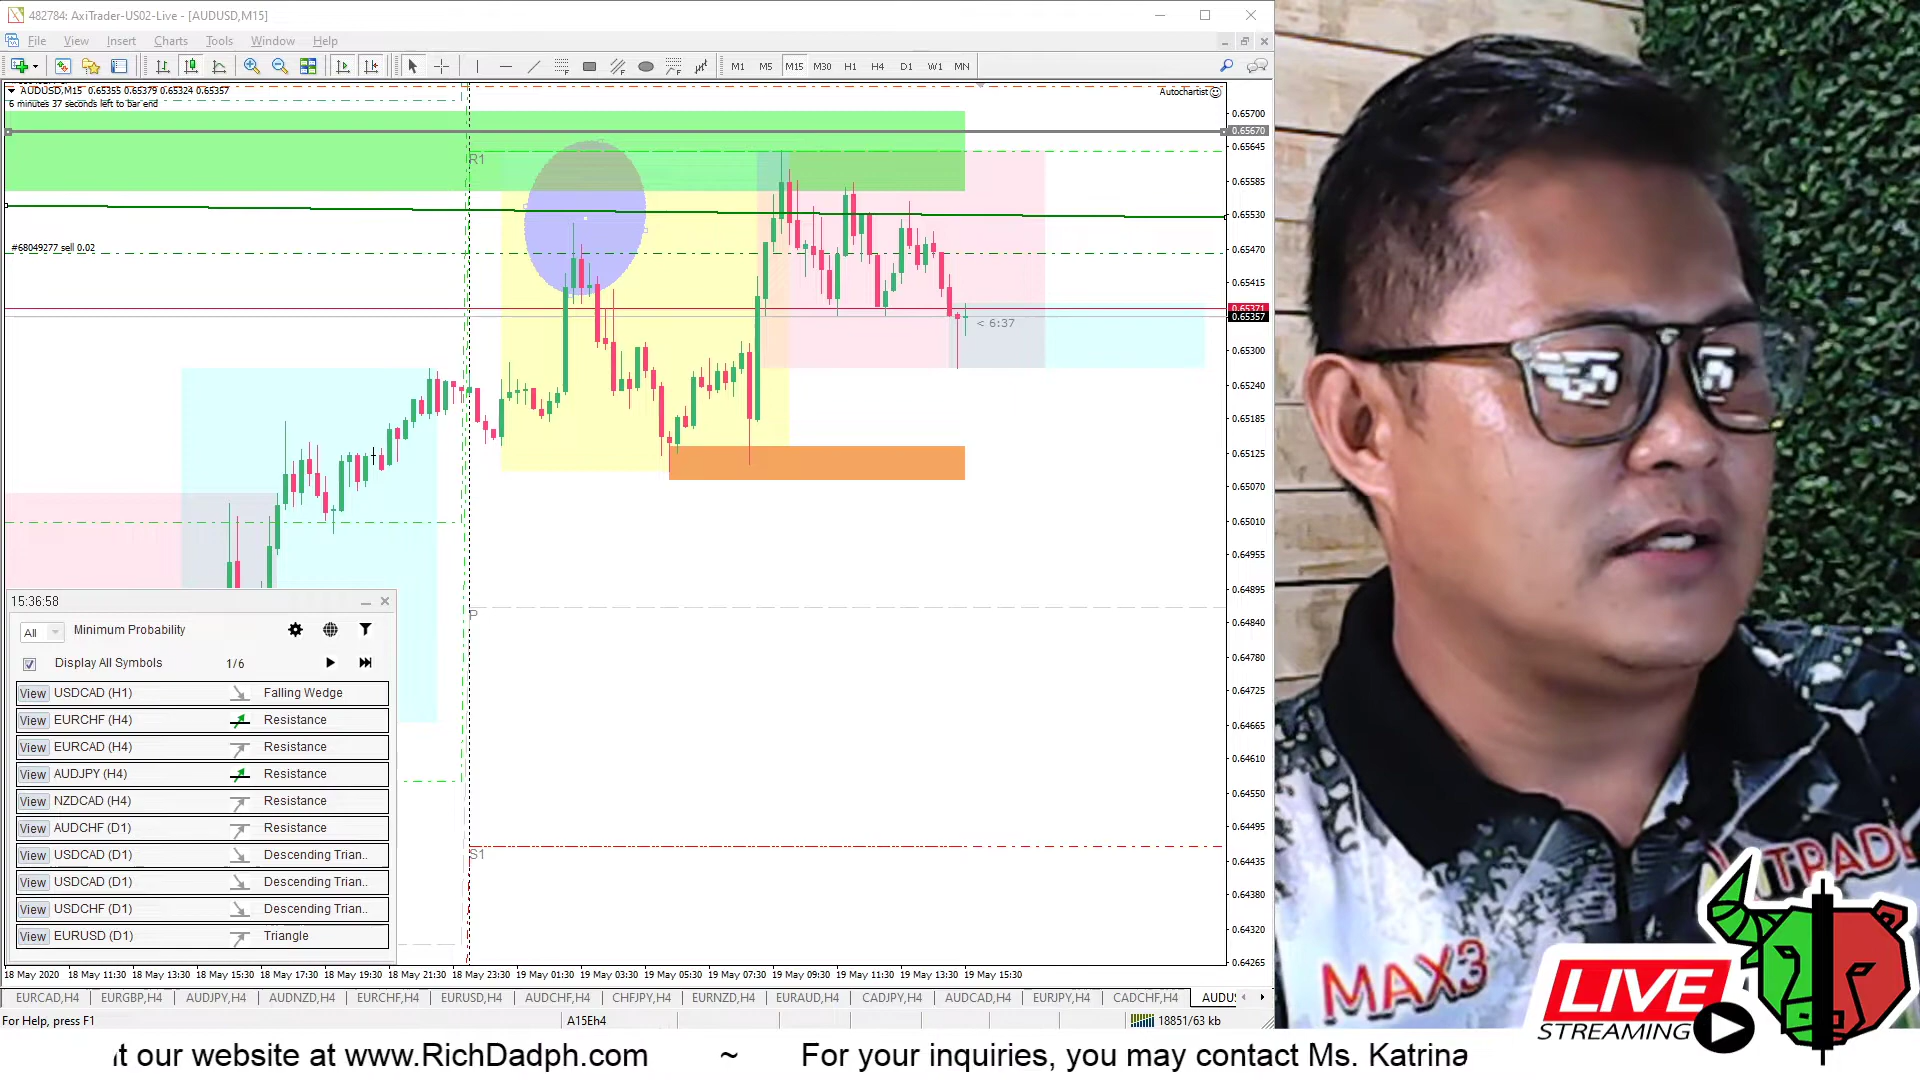 482784: AxiTrader-US02-Live - [AUDUSD,M15]
File View Insert Charts Tools Window Help
M1 M5 M15 M30 H1 H4 D1 W1 MN
AUDUSD,M15 0.65355 0.65379 0.65324 0.65357
6 minutes 37 seconds left to bar end
Autochartist
0.65700
0.65670
0.65645
R1
0.65585
0.65530
#68049277 sell 0.02
0.65470
0.65415
0.65371
0.65357
< 6:37
0.65300
0.65240
0.65185
0.65125
0.65070
0.65010
0.64955
0.64895
P
0.64840
0.64780
0.64725
0.64665
0.64610
0.64550
0.64495
S1
0.64435
0.64380
0.64320
0.64265
15:36:58
All Minimum Probability
Display All Symbols 1/6
View USDCAD (H1) Falling Wedge
View EURCHF (H4) Resistance
View EURCAD (H4) Resistance
View AUDJPY (H4) Resistance
View NZDCAD (H4) Resistance
View AUDCHF (D1) Resistance
View USDCAD (D1) Descending Trian..
View USDCAD (D1) Descending Trian..
View USDCHF (D1) Descending Trian..
View EURUSD (D1) Triangle
18 May 2020 18 May 11:30 18 May 13:30 18 May 15:30 18 May 17:30 18 May 19:30 18 May 21:30 18 May 23:30 19 May 01:30 19 May 03:30 19 May 05:30 19 May 07:30 19 May 09:30 19 May 11:30 19 May 13:30 19 May 15:30
EURCAD,H4 EURGBP,H4 AUDJPY,H4 AUDNZD,H4 EURCHF,H4 EURUSD,H4 AUDCHF,H4 CHFJPY,H4 EURNZD,H4 EURAUD,H4 CADJPY,H4 AUDCAD,H4 EURJPY,H4 CADCHF,H4 AUDUS
For Help, press F1 A15Eh4 18851/63 kb
MAX3
LIVE
STREAMING
t our website at www.RichDadph.com ~ For your inquiries, you may contact Ms. Katrina